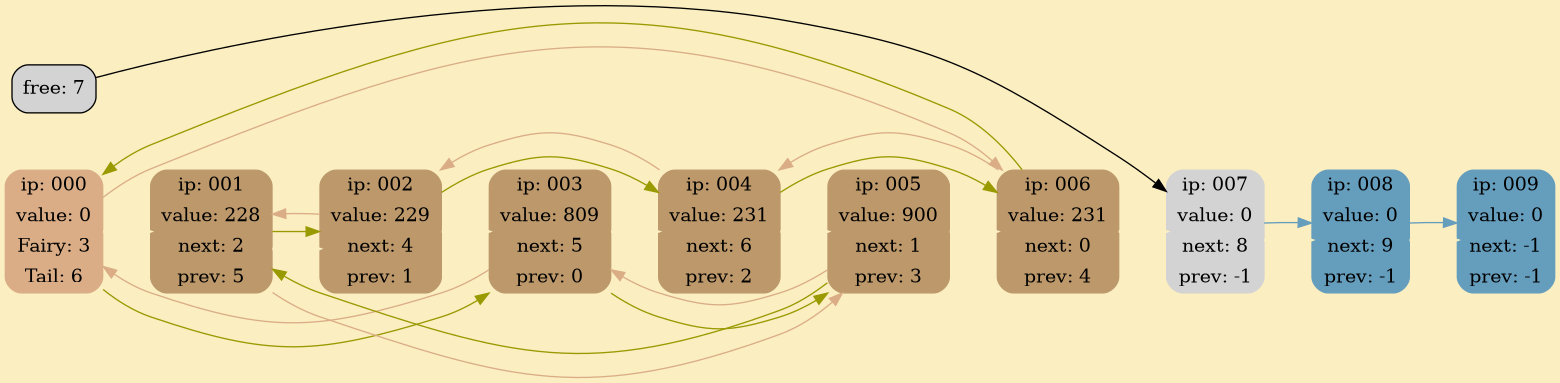 free: 7
ip: 000
value: 0
Fairy: 3
Tail: 6
ip: 001
value: 228
next: 2
prev: 5
ip: 002
value: 229
next: 4
prev: 1
ip: 003
value: 809
next: 5
prev: 0
ip: 004
value: 231
next: 6
prev: 2
ip: 005
value: 900
next: 1
prev: 3
ip: 006
value: 231
next: 0
prev: 4
ip: 007
value: 0
next: 8
prev: -1
ip: 008
value: 0
next: 9
prev: -1
ip: 009
value: 0
next: -1
prev: -1